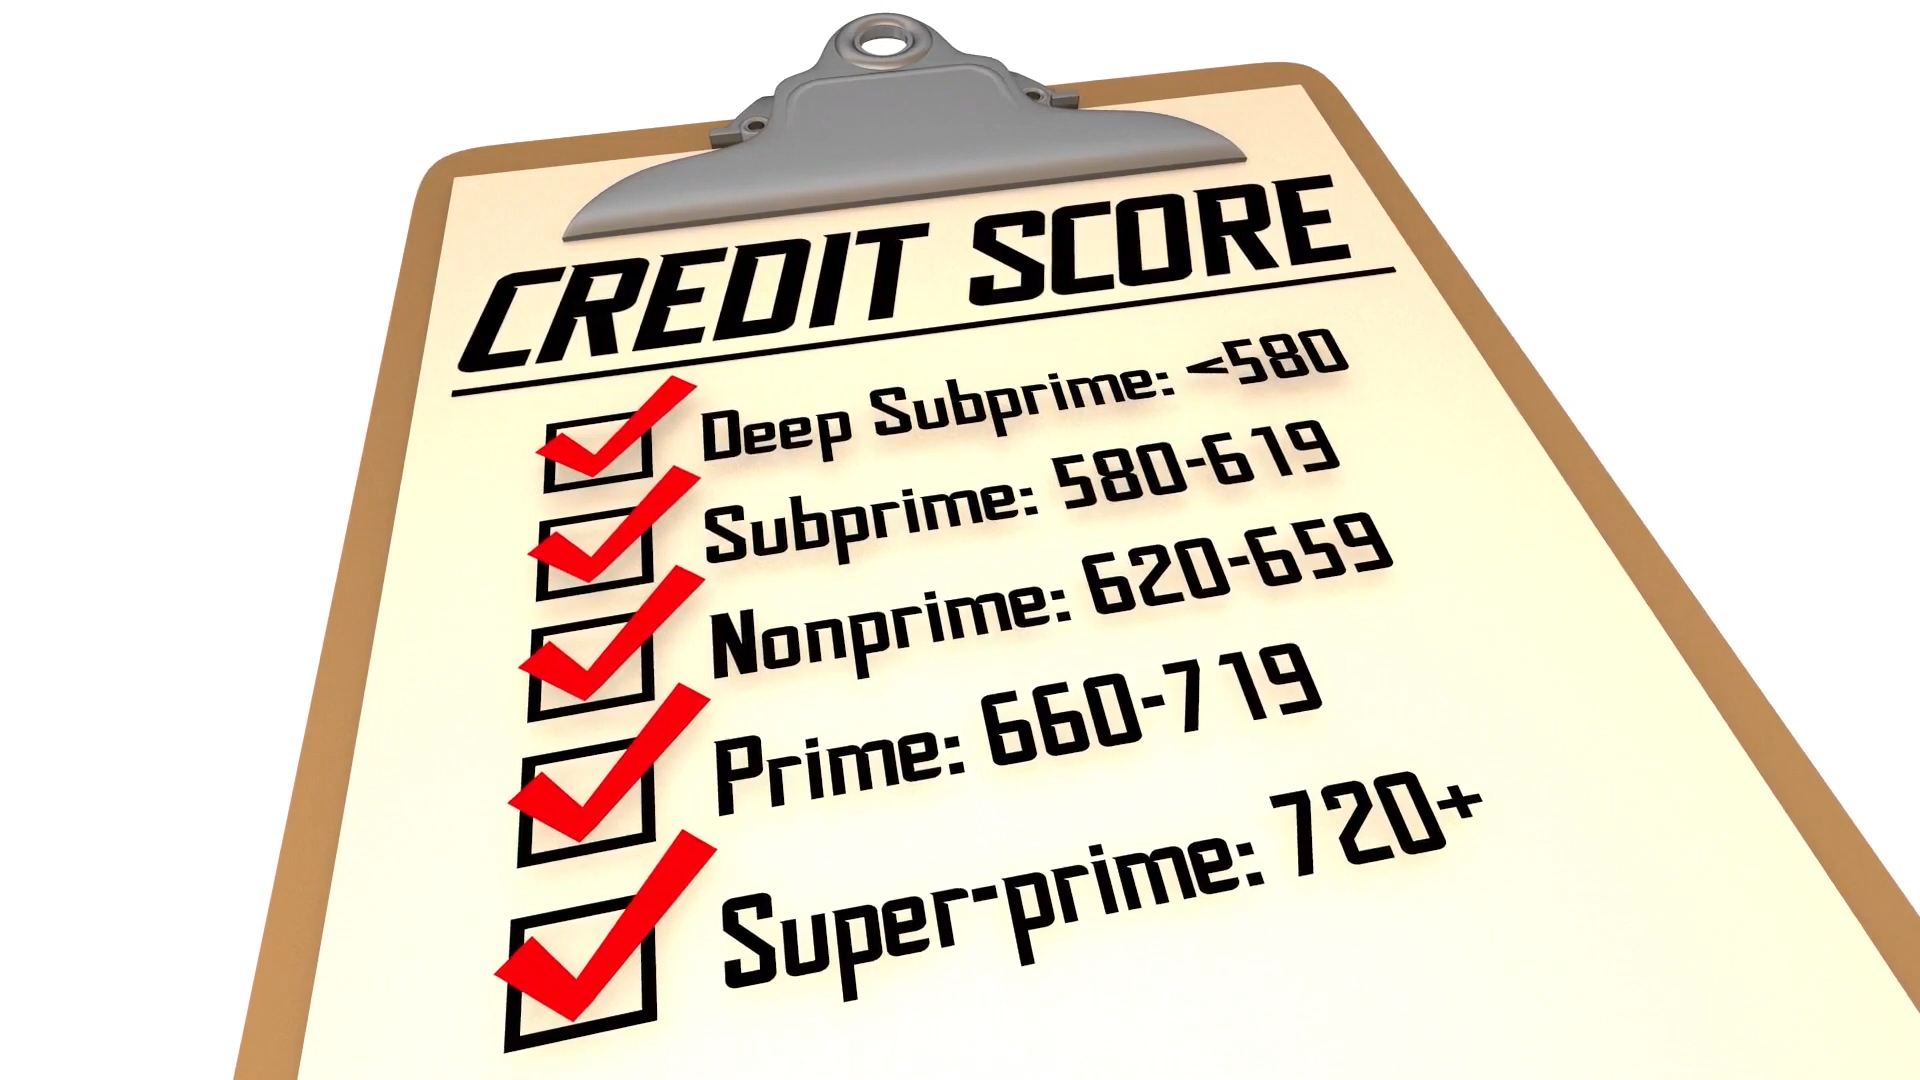 CREDIT SCORE
Deep Subprime: <580
Subprime: 580-619
Nonprime: 620-659
Prime: 660-719
Super-prime: 720+